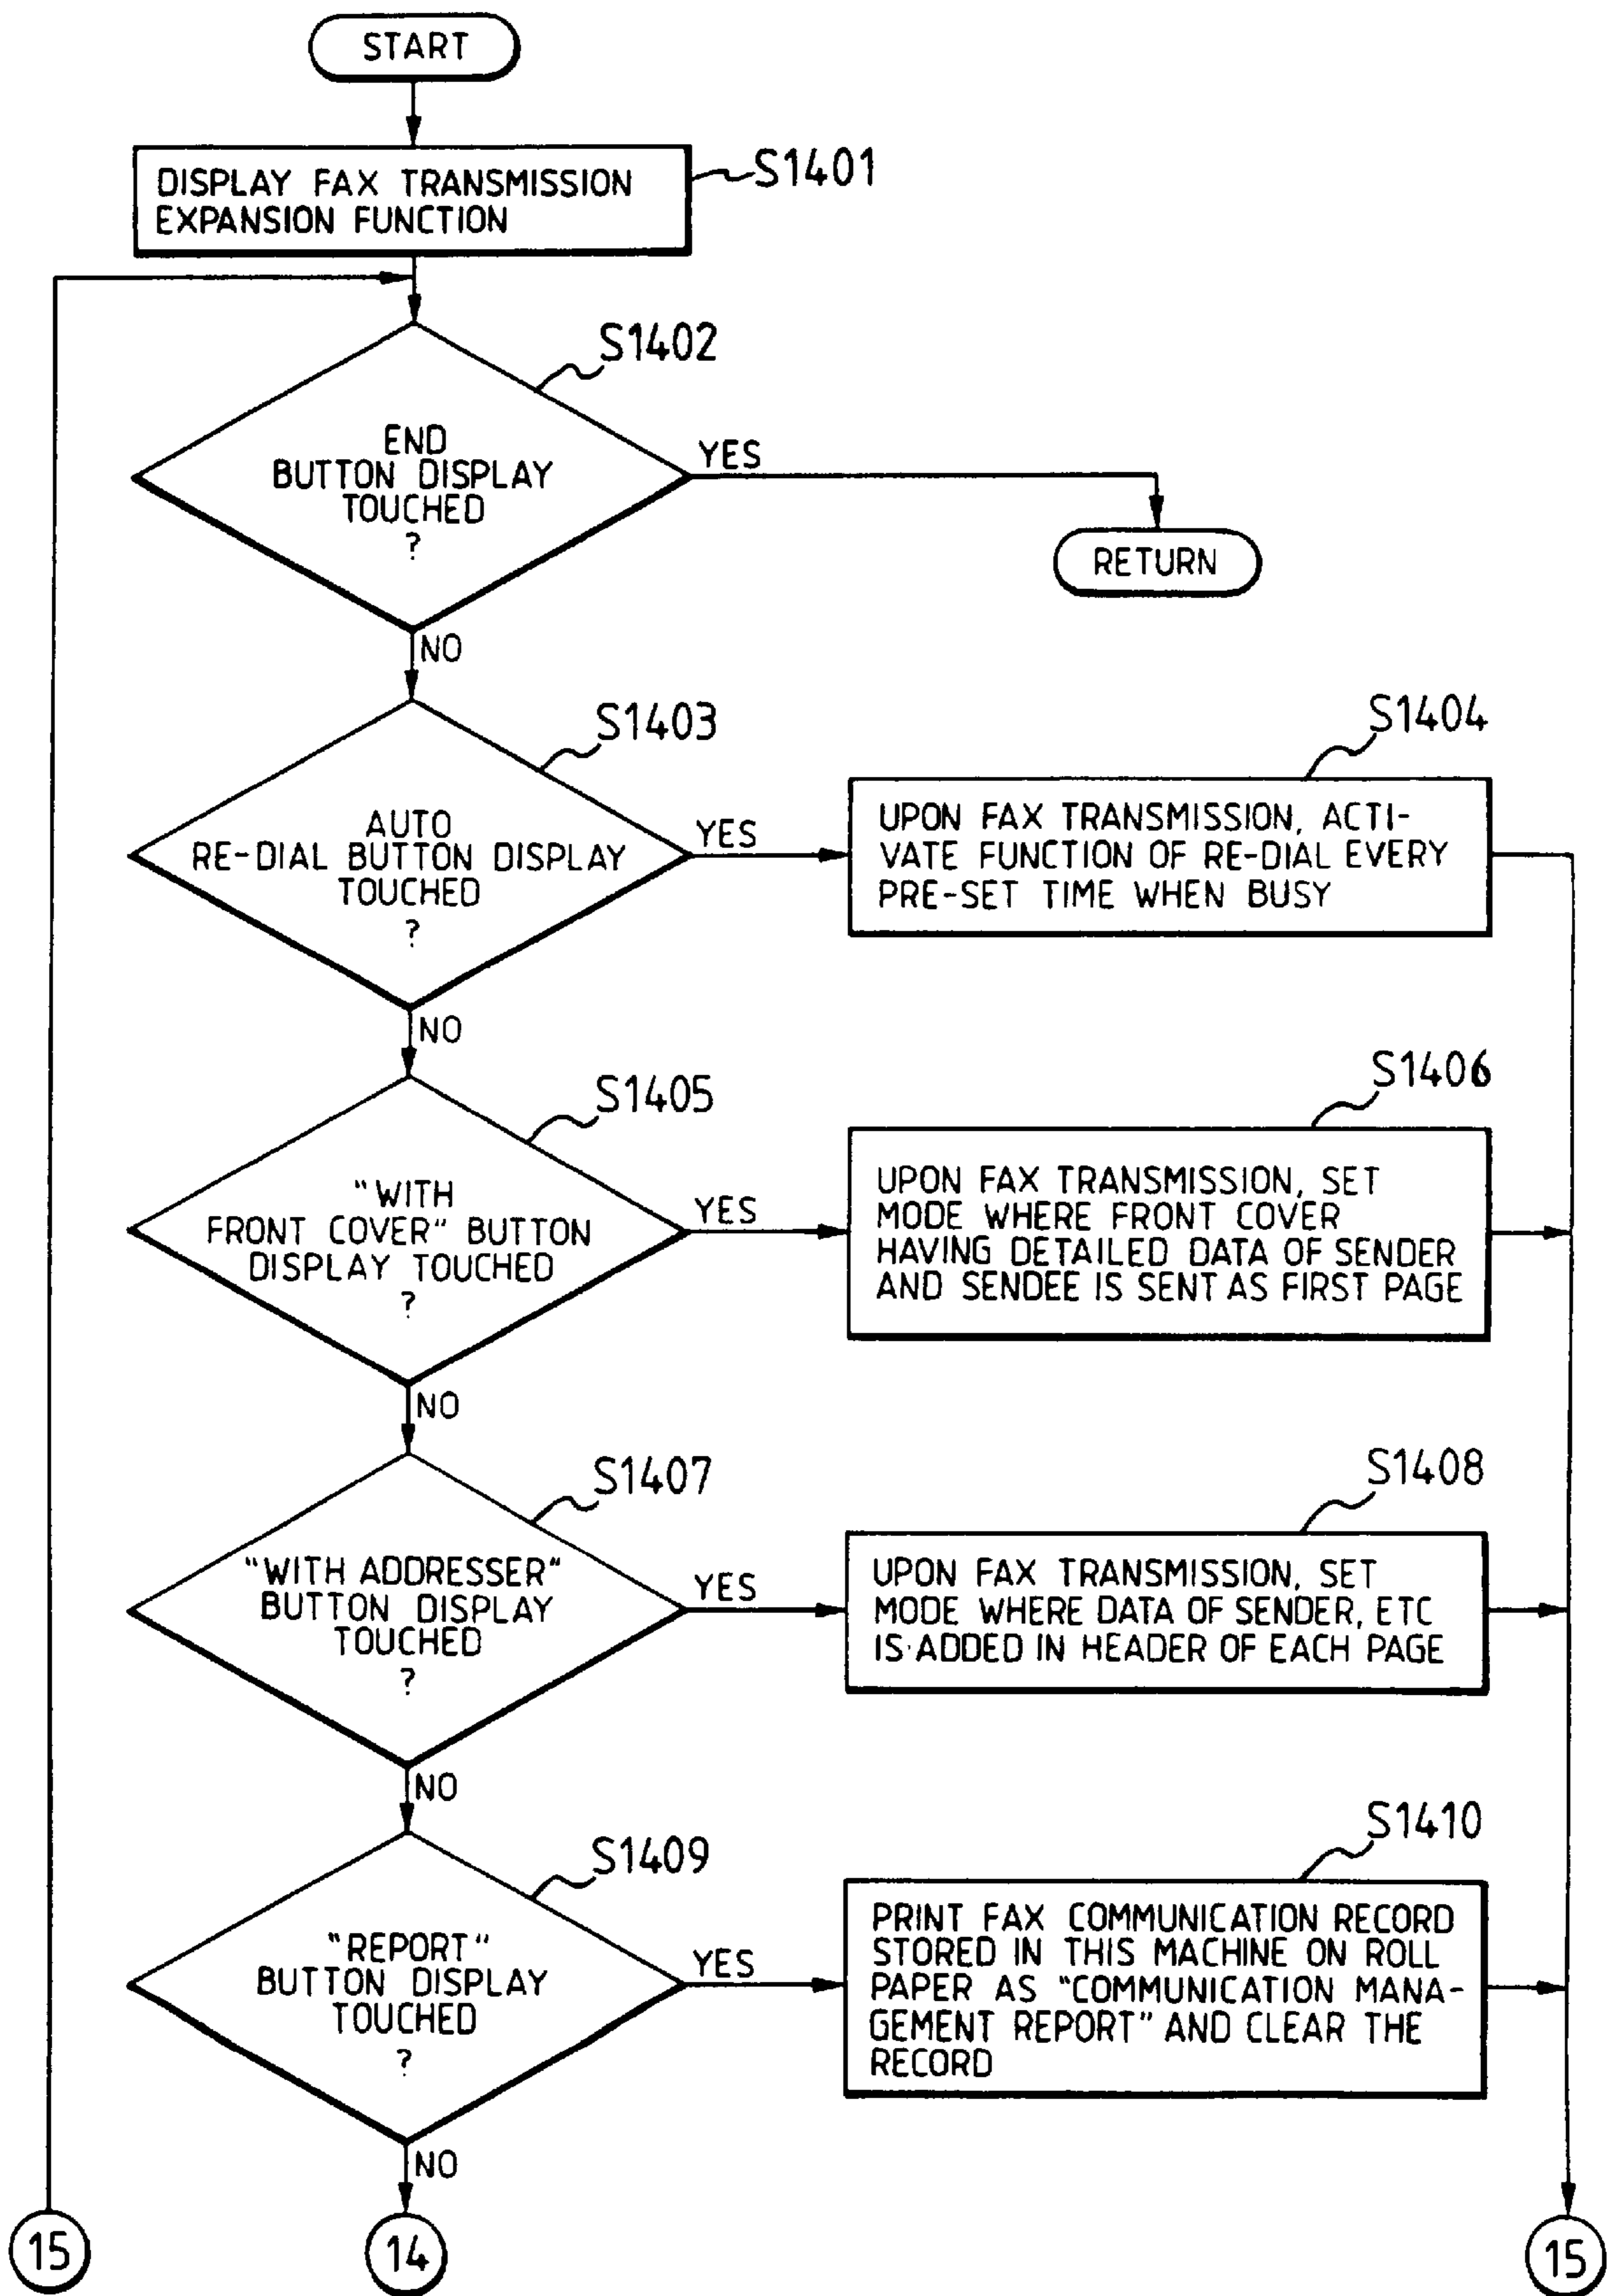 START
DISPLAY FAX TRANSMISSION
EXPANSION FUNCTION
S1401
END
BUTTON DISPLAY
TOUCHED
?
S1402
YES
RETURN
NO
AUTO
RE-DIAL BUTTON DISPLAY
TOUCHED
?
S1403
YES
S1404
UPON FAX TRANSMISSION, ACTI-
VATE FUNCTION OF RE-DIAL EVERY
PRE-SET TIME WHEN BUSY
NO
"WITH
FRONT COVER" BUTTON
DISPLAY TOUCHED
?
S1405
YES
S1406
UPON FAX TRANSMISSION, SET
MODE WHERE FRONT COVER
HAVING DETAILED DATA OF SENDER
AND SENDEE IS SENT AS FIRST PAGE
NO
"WITH ADDRESSER"
BUTTON DISPLAY
TOUCHED
?
S1407
YES
S1408
UPON FAX TRANSMISSION, SET
MODE WHERE DATA OF SENDER, ETC
IS ADDED IN HEADER OF EACH PAGE
NO
"REPORT"
BUTTON DISPLAY
TOUCHED
?
S1409
YES
S1410
PRINT FAX COMMUNICATION RECORD
STORED IN THIS MACHINE ON ROLL
PAPER AS "COMMUNICATION MANA-
GEMENT REPORT" AND CLEAR THE
RECORD
NO
15
14
15